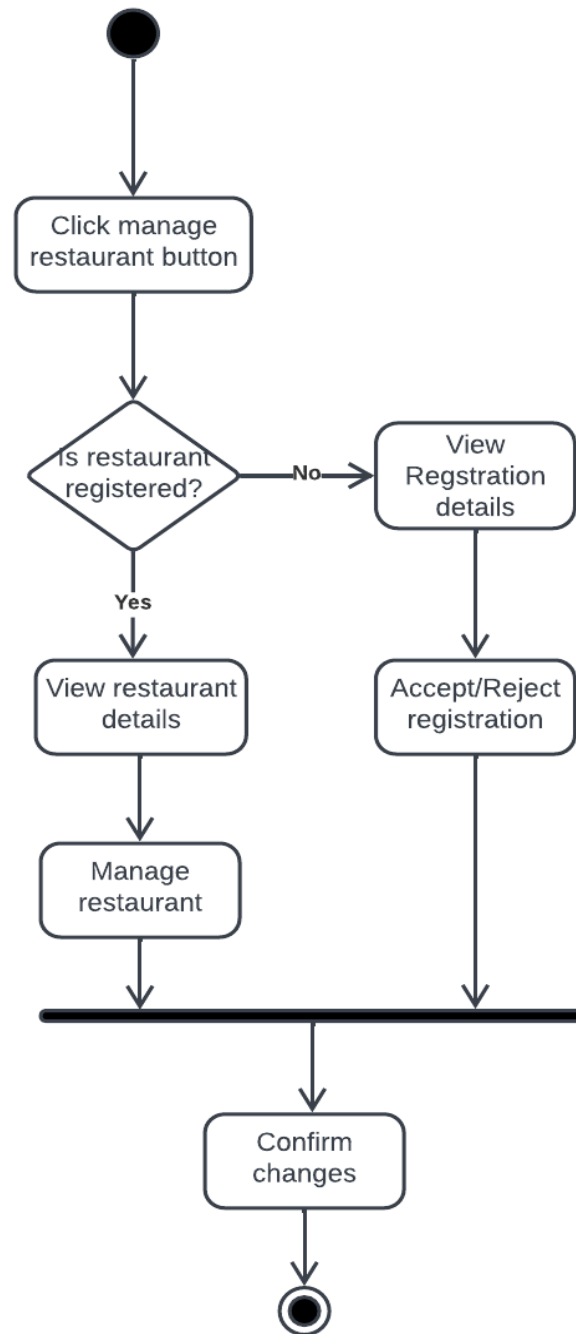 Click manage
restaurant button
Is restaurant
registered?
No
View
Regstration
details
Yes
View restaurant
details
Accept/Reject
registration
Manage
restaurant
Confirm
changes